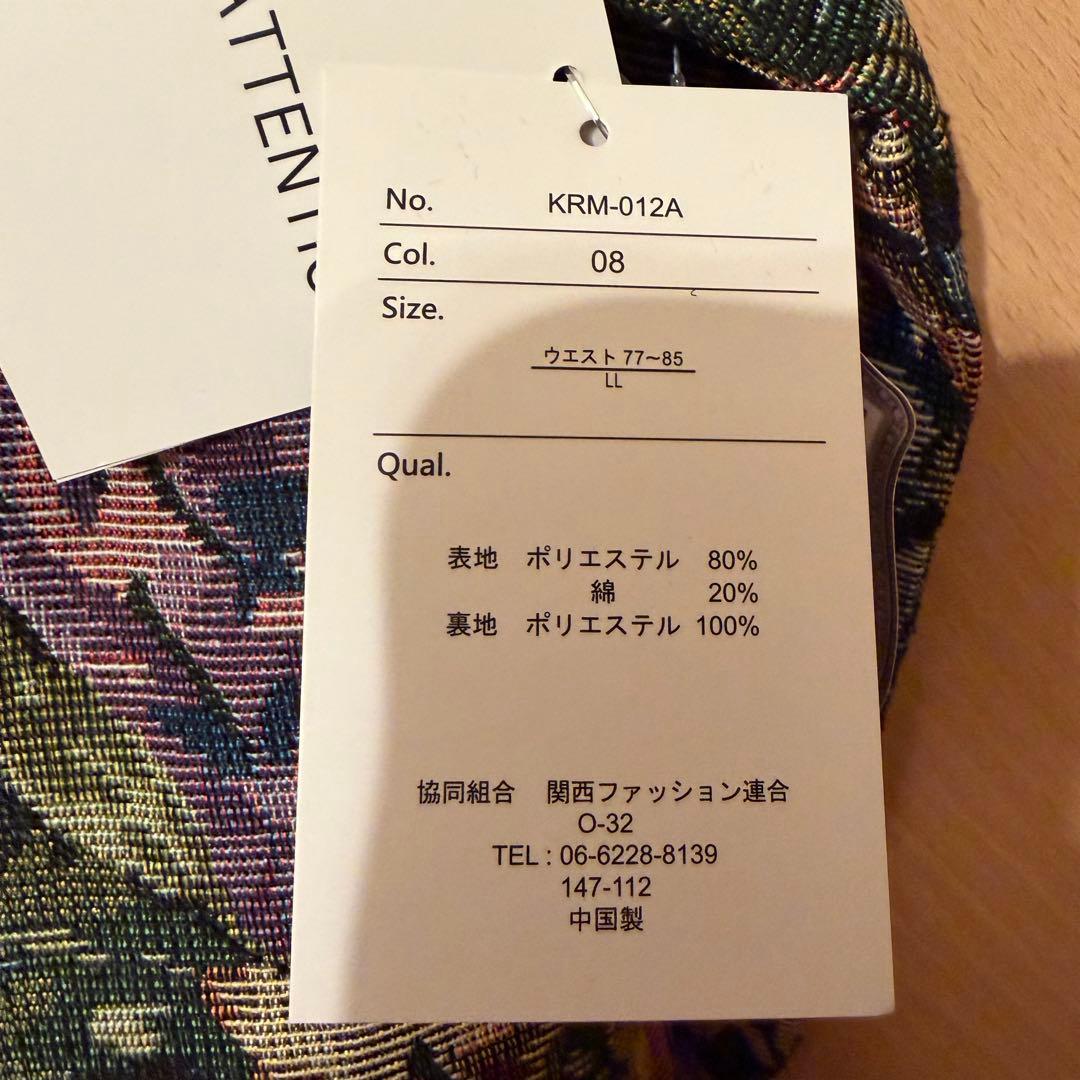 ATTENTIO
No. KRM-012A
Col. 08
Size.
ウエスト 77〜85
LL
Qual.
表地 ポリエステル 80%
綿 20%
裏地 ポリエステル 100%
協同組合 関西ファッション連合
O-32
TEL : 06-6228-8139
147-112
中国製